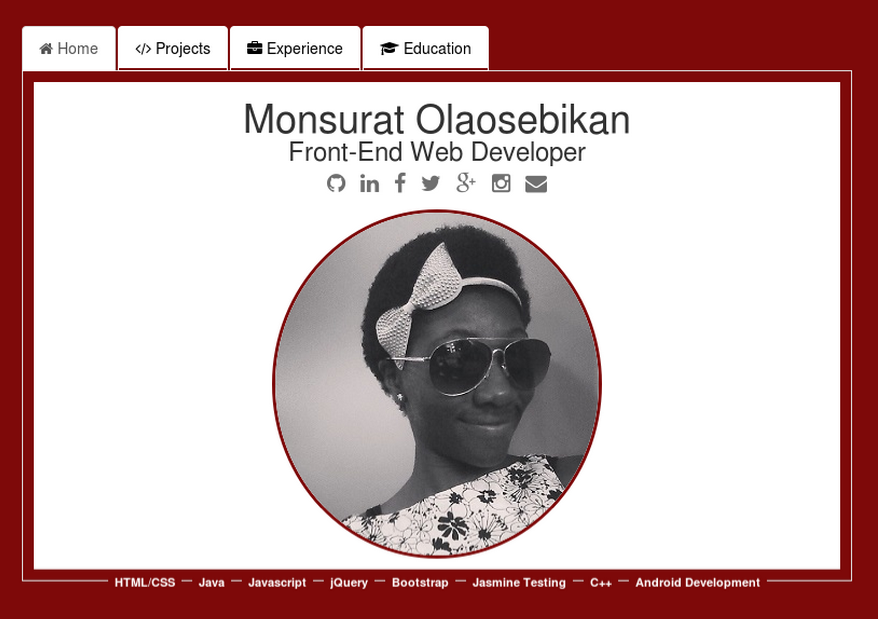 Home Projects Experience Education
Monsurat Olaosebikan
Front-End Web Developer
HTML/CSS — Java — Javascript — jQuery — Bootstrap — Jasmine Testing — C++ — Android Development